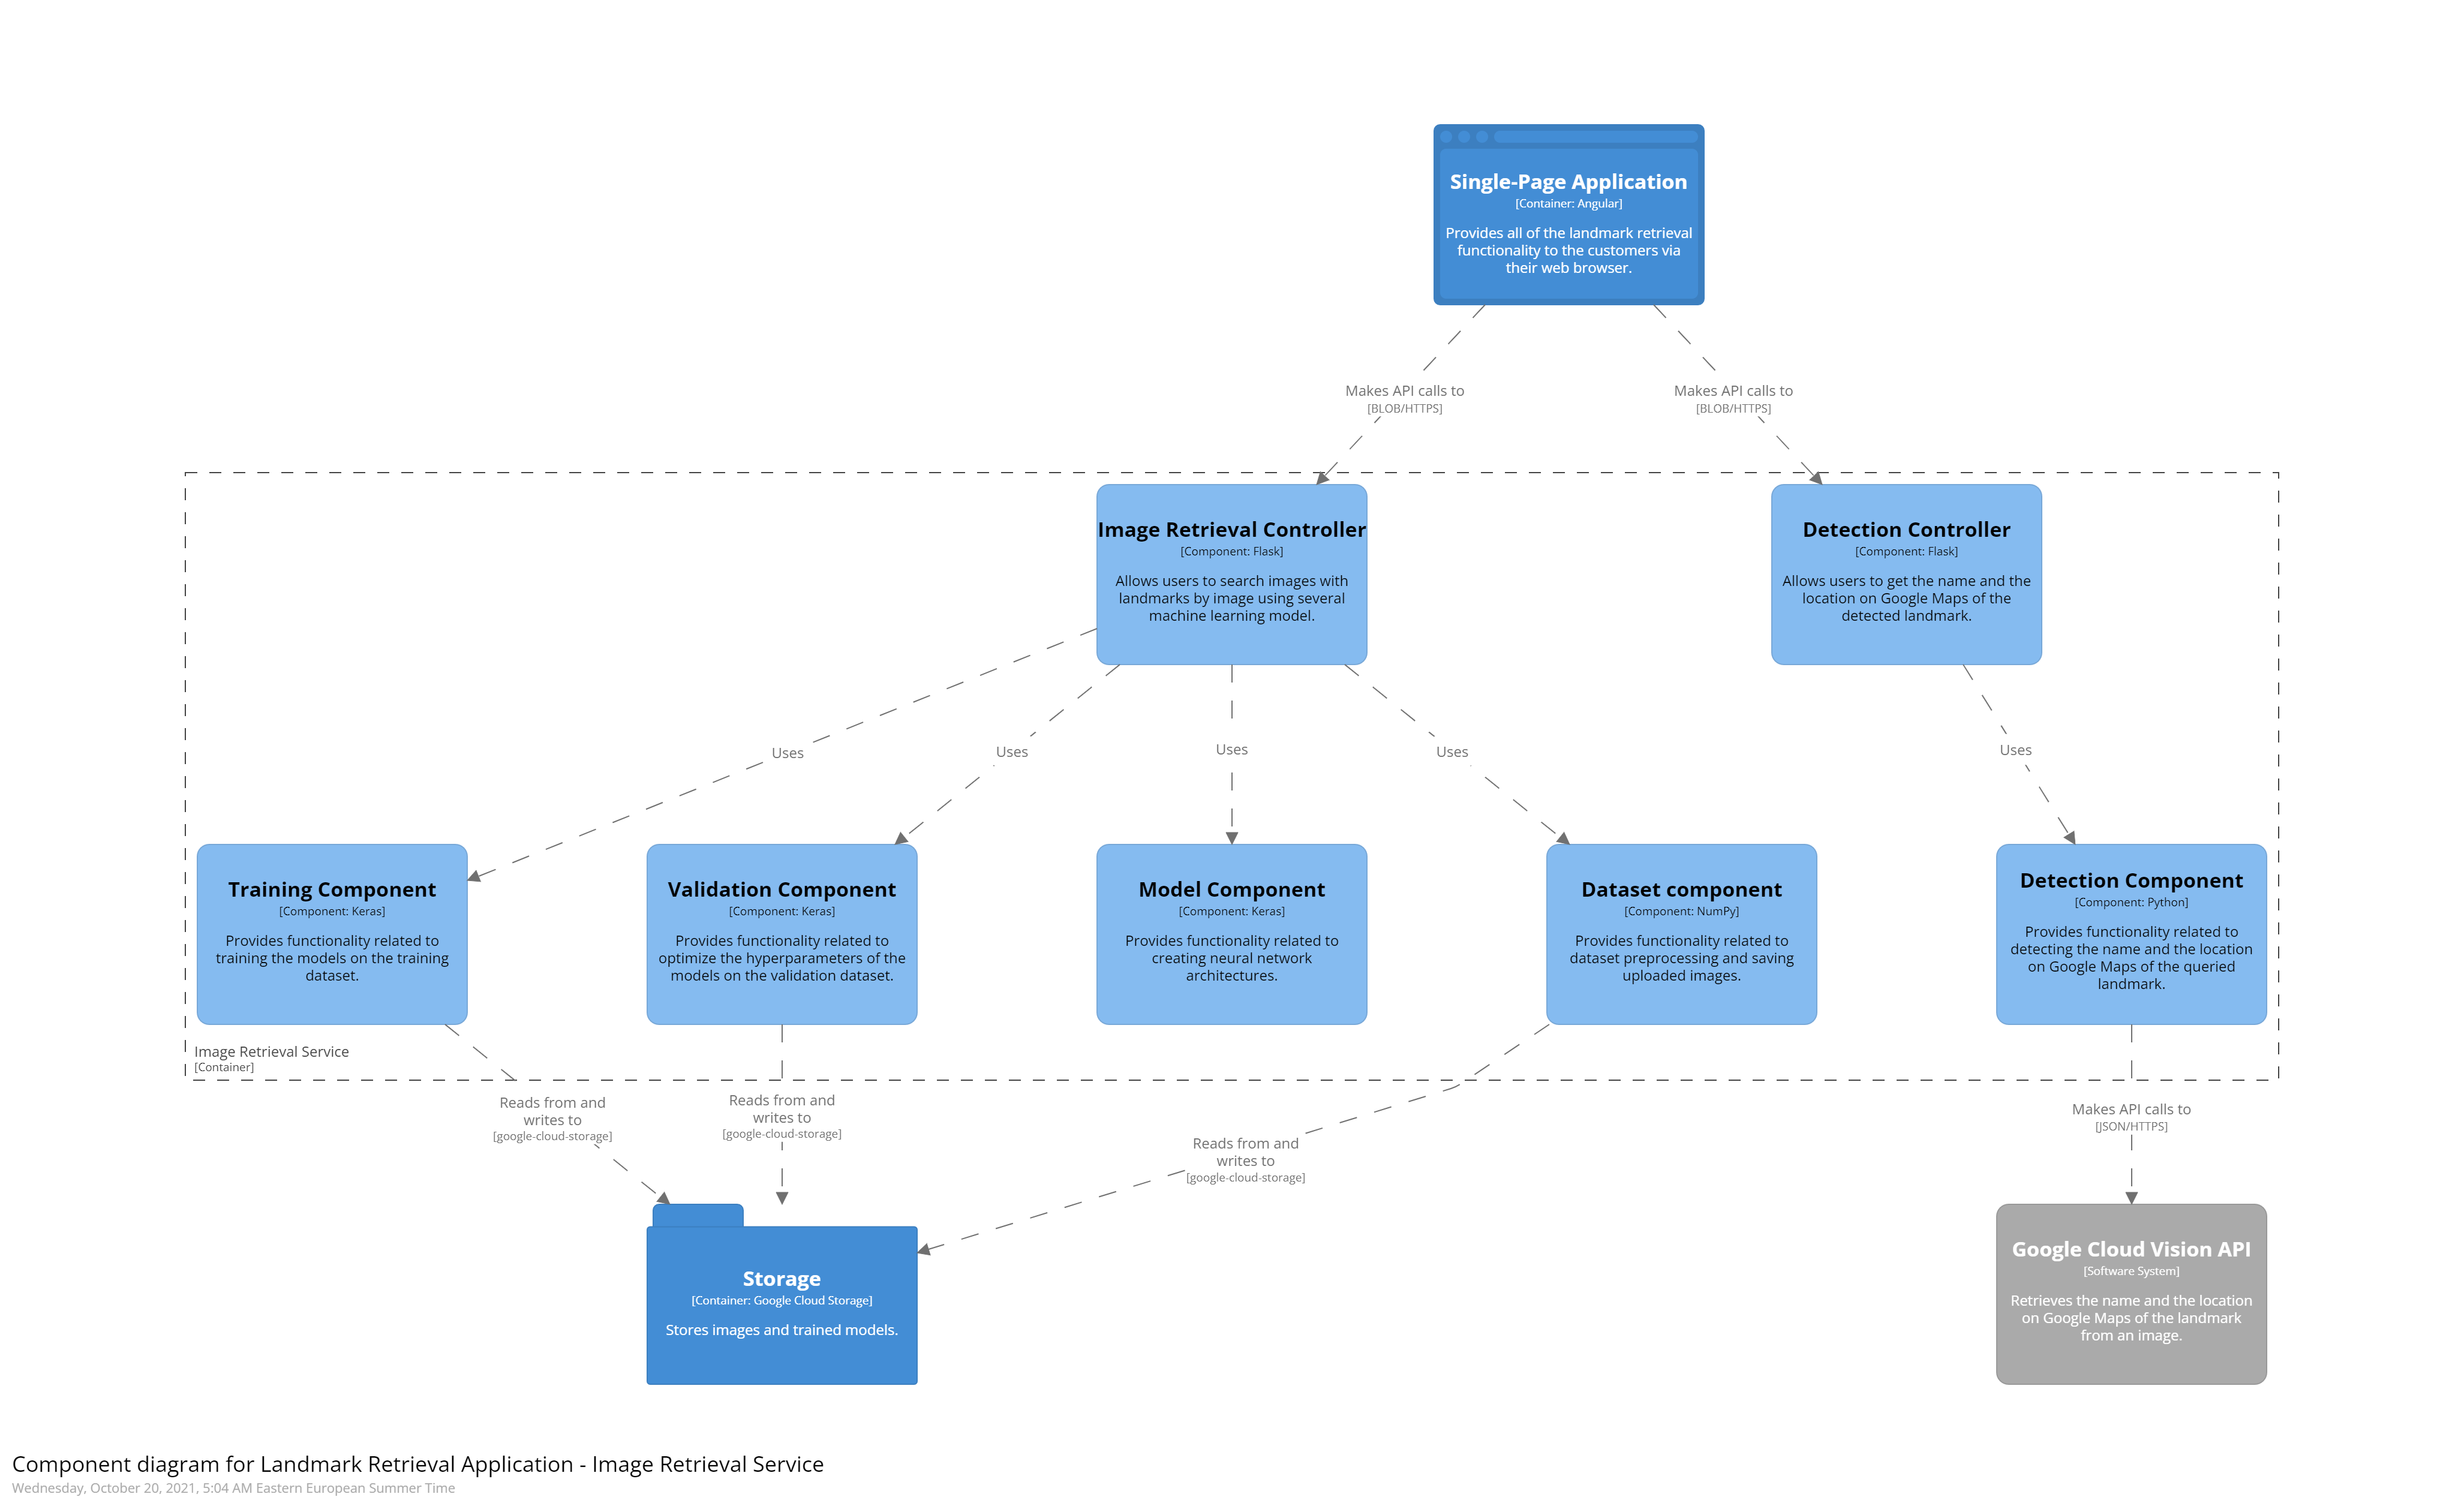 Single-Page Application
[Container: Angular]
Provides all of the landmark retrieval
functionality to the customers via
their web browser.
Makes API calls to
[BLOB/HTTPS]
Makes API calls to
[BLOB/HTTPS]
Image Retrieval Controller
[Component: Flask]
Allows users to search images with
landmarks by image using several
machine learning model.
Detection Controller
[Component: Flask]
Allows users to get the name and the
location on Google Maps of the
detected landmark.
Uses
Uses
Uses
Uses
Uses
Training Component
[Component: Keras]
Provides functionality related to
training the models on the training
dataset.
Validation Component
[Component: Keras]
Provides functionality related to
optimize the hyperparameters of the
models on the validation dataset.
Model Component
[Component: Keras]
Provides functionality related to
creating neural network
architectures.
Dataset component
[Component: NumPy]
Provides functionality related to
dataset preprocessing and saving
uploaded images.
Detection Component
[Component: Python]
Provides functionality related to
detecting the name and the location
on Google Maps of the queried
landmark.
Image Retrieval Service
[Container]
Reads from and
writes to
[google-cloud-storage]
Reads from and
writes to
[google-cloud-storage]
Reads from and
writes to
[google-cloud-storage]
Makes API calls to
[JSON/HTTPS]
Storage
[Container: Google Cloud Storage]
Stores images and trained models.
Google Cloud Vision API
[Software System]
Retrieves the name and the location
on Google Maps of the landmark
from an image.
Component diagram for Landmark Retrieval Application - Image Retrieval Service
Wednesday, October 20, 2021, 5:04 AM Eastern European Summer Time